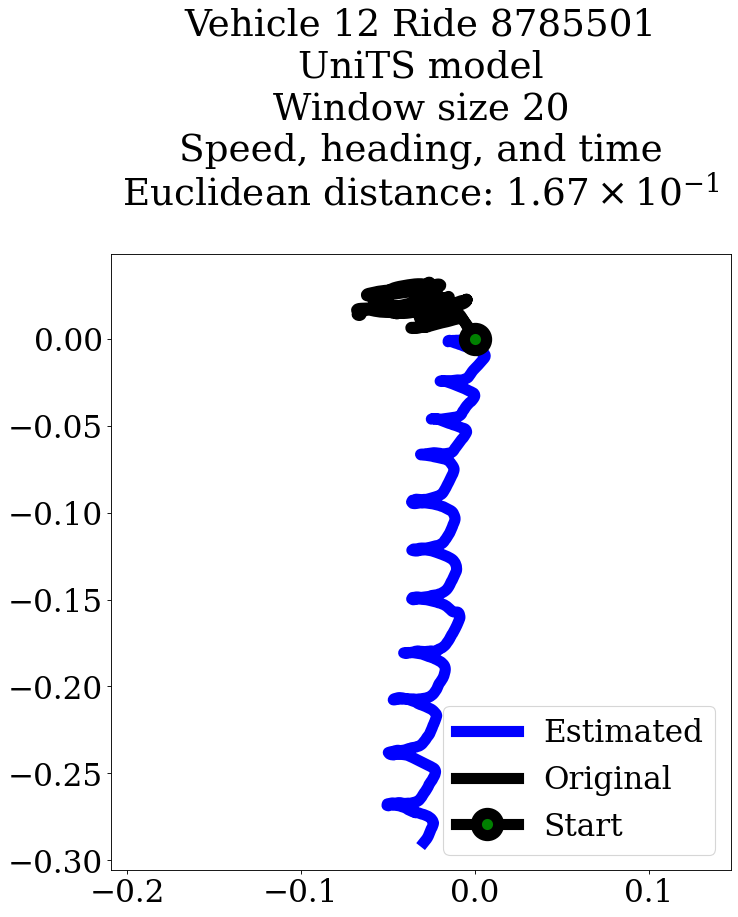 Vehicle 12 Ride 8785501
UniTS model
Window size 20
Speed, heading, and time
Euclidean distance: 1.67 × 10⁻¹
0.00
−0.05
−0.10
−0.15
−0.20
−0.25
−0.30
Estimated
Original
Start
−0.2 −0.1 0.0 0.1